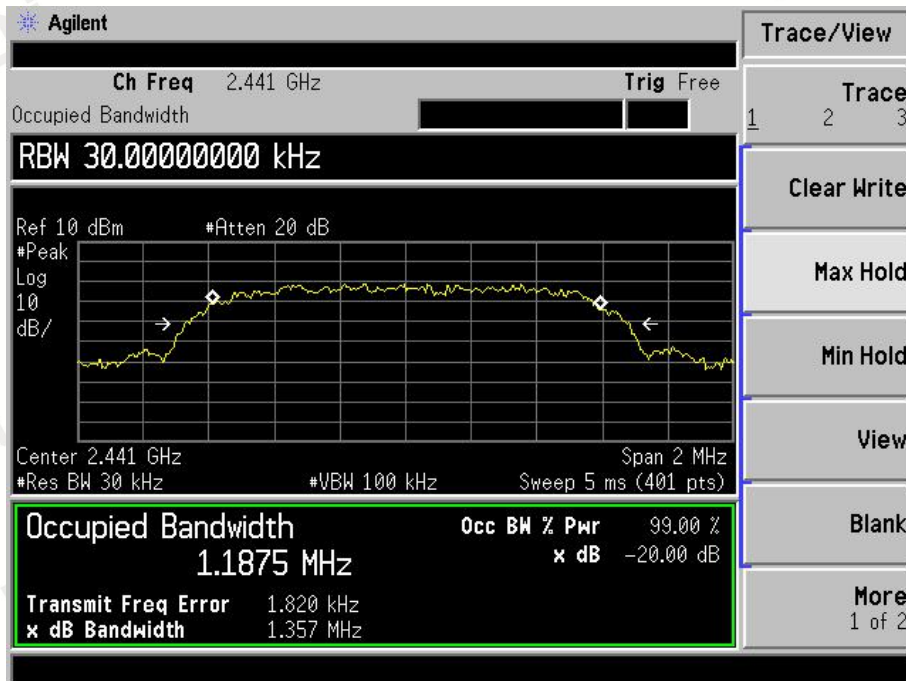 Agilent
Trace/View
Ch Freq 2.441 GHz Trig Free
Occupied Bandwidth
Trace
1 2 3
RBW 30.00000000 kHz
Clear Write
Ref 10 dBm #Atten 20 dB
#Peak
Log
10
dB/
Max Hold
Min Hold
View
Center 2.441 GHz Span 2 MHz
#Res BW 30 kHz #VBW 100 kHz Sweep 5 ms (401 pts)
Occupied Bandwidth
1.1875 MHz
Occ BW % Pwr 99.00 %
x dB -20.00 dB
Blank
Transmit Freq Error 1.820 kHz
x dB Bandwidth 1.357 MHz
More
1 of 2